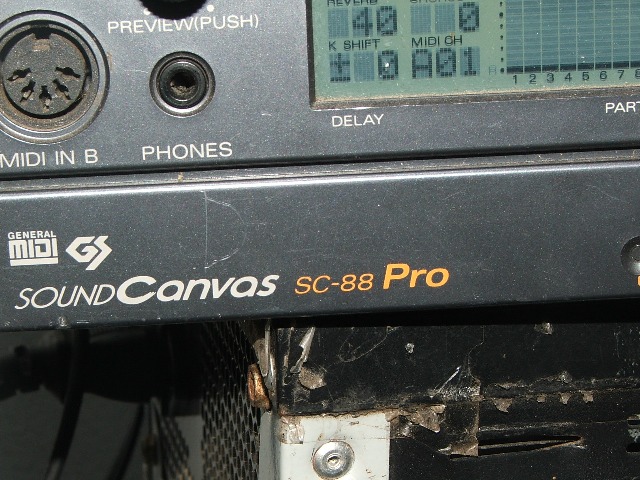 PREVIEW(PUSH)
REVERB
40 0
K SHIFT MIDI CH
± 0 A01
1 2 3 4 5 6 7 8
DELAY
PART
MIDI IN B
PHONES
GENERAL
MIDI GS
SOUND Canvas SC-88 Pro